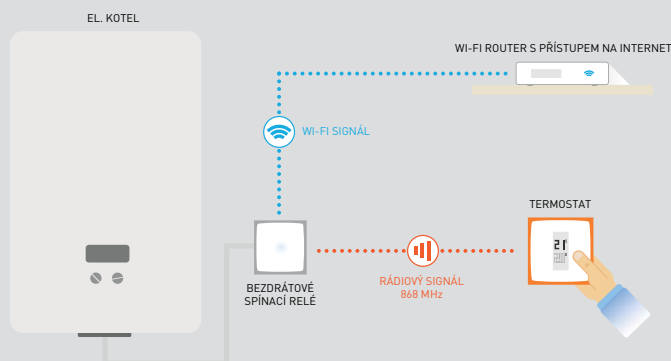 EL. KOTEL
WI-FI ROUTER S PŘÍSTUPEM NA INTERNET
WI-FI SIGNÁL
TERMOSTAT
21°
BEZDRÁTOVÉ
SPÍNACÍ RELÉ
RÁDIOVÝ SIGNÁL
868 MHz